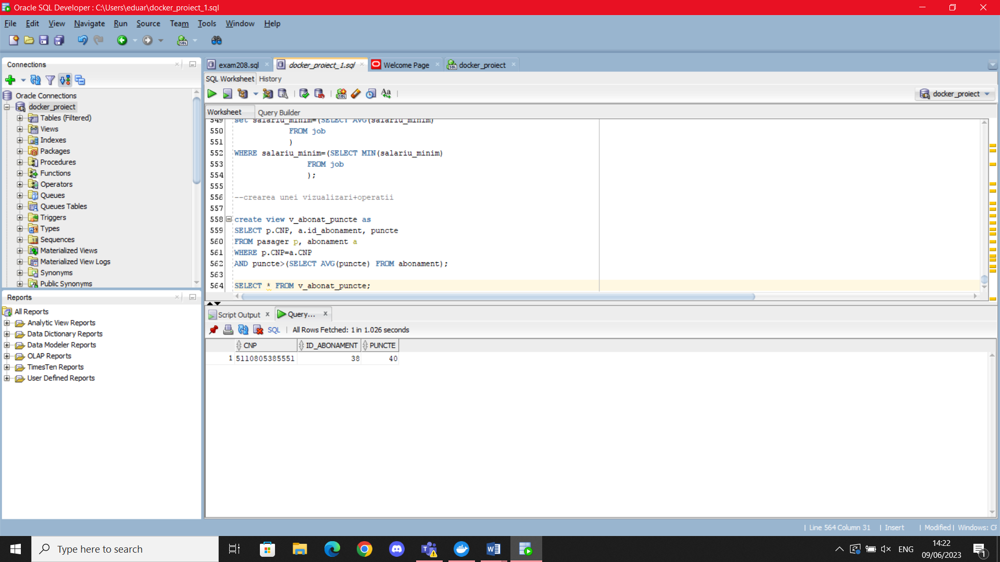 Oracle SQL Developer : C:\Users\eduar\docker_proiect_1.sql
File Edit View Navigate Run Source Team Tools Window Help
Connections
Oracle Connections
docker_proiect
Tables (Filtered)
Views
Indexes
Packages
Procedures
Functions
Operators
Queues
Queues Tables
Triggers
Types
Sequences
Materialized Views
Materialized View Logs
Synonyms
Public Synonyms
Reports
All Reports
Analytic View Reports
Data Dictionary Reports
Data Modeler Reports
OLAP Reports
TimesTen Reports
User Defined Reports
exam208.sql docker_proiect_1.sql Welcome Page docker_proiect
SQL Worksheet History
docker_proiect
Worksheet Query Builder
549 set salariu_minim=(SELECT AVG(salariu_minim)
550 FROM job
551 )
552 WHERE salariu_minim=(SELECT MIN(salariu_minim)
553 FROM job
554 );
555
556 --crearea unei vizualizari+operatii
557
558 create view v_abonat_puncte as
559 SELECT p.CNP, a.id_abonament, puncte
560 FROM pasager p, abonament a
561 WHERE p.CNP=a.CNP
562 AND puncte>(SELECT AVG(puncte) FROM abonament);
563
564 SELECT * FROM v_abonat_puncte;
Script Output x Query... x
SQL | All Rows Fetched: 1 in 1.026 seconds
CNP ID_ABONAMENT PUNCTE
1 5110805385551 38 40
| Line 564 Column 31 | Insert | Modified | Windows: CF
Type here to search
ENG
14:22
09/06/2023
1